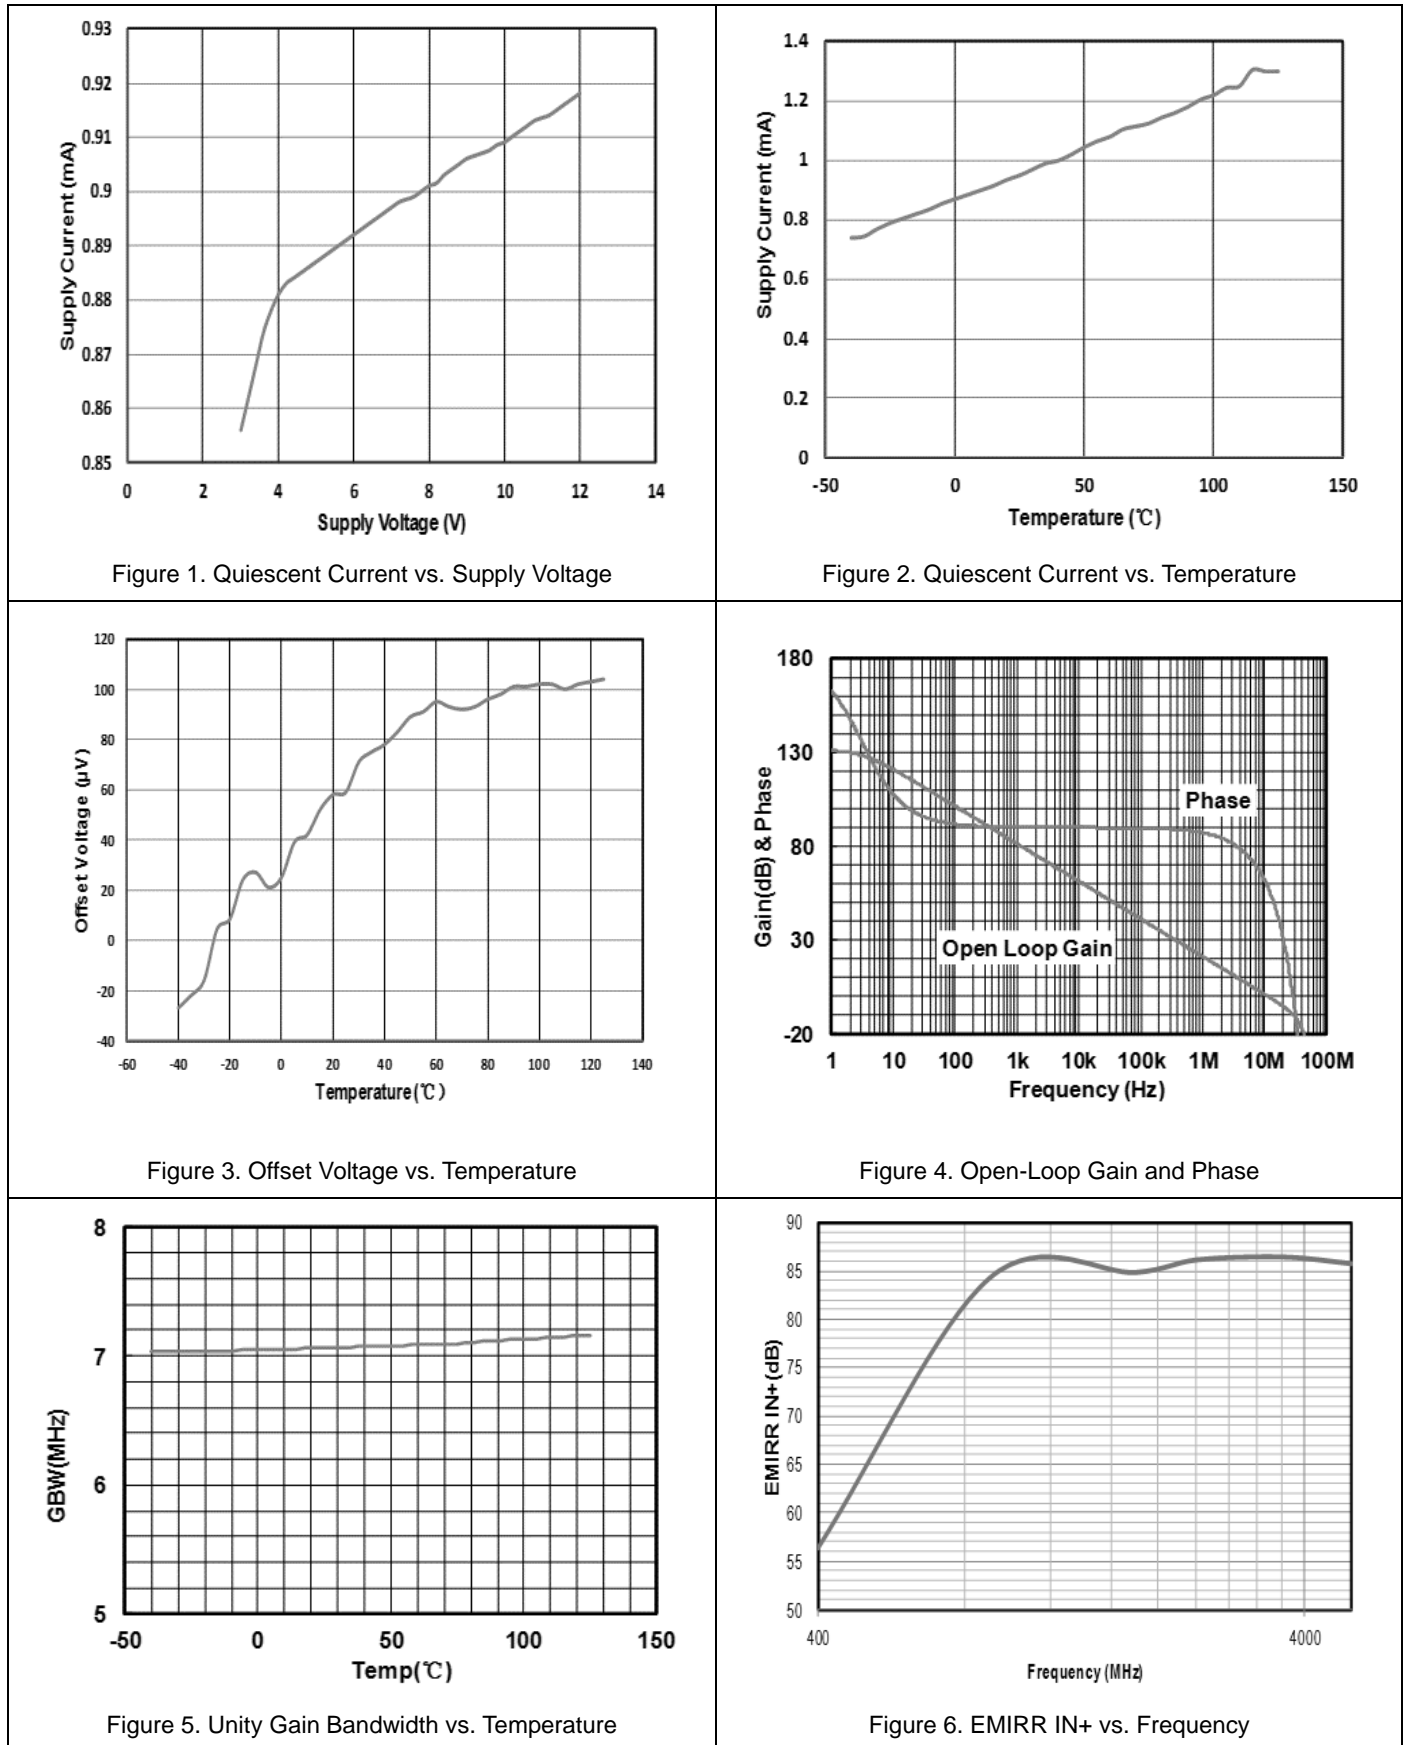 0.93
0.92
0.91
0.9
0.89
0.88
0.87
0.86
0.85
Supply Current (mA)
0 2 4 6 8 10 12 14
Supply Voltage (V)
Figure 1. Quiescent Current vs. Supply Voltage
1.4
1.2
1
0.8
0.6
0.4
0.2
0
Supply Current (mA)
-50 0 50 100 150
Temperature (℃)
Figure 2. Quiescent Current vs. Temperature
120
100
80
60
40
20
0
-20
-40
Offset Voltage (μV)
-60 -40 -20 0 20 40 60 80 100 120 140
Temperature(℃)
Figure 3. Offset Voltage vs. Temperature
180
130
80
30
-20
Gain(dB) & Phase
Phase
Open Loop Gain
1 10 100 1k 10k 100k 1M 10M 100M
Frequency (Hz)
Figure 4. Open-Loop Gain and Phase
8
7
6
5
GBW(MHz)
-50 0 50 100 150
Temp(℃)
Figure 5. Unity Gain Bandwidth vs. Temperature
90
85
80
75
70
65
60
55
50
EMIRR IN+(dB)
400 4000
Frequency (MHz)
Figure 6. EMIRR IN+ vs. Frequency